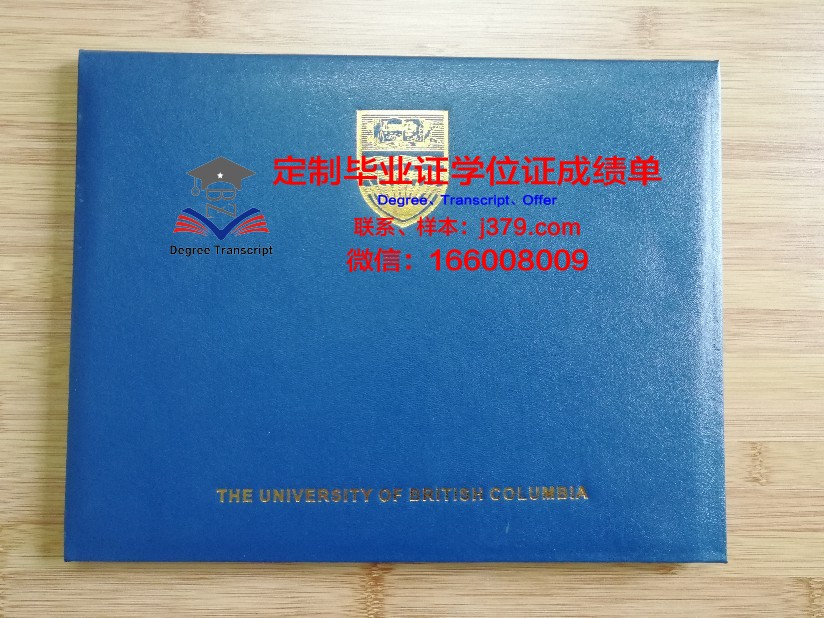 定制毕业证学位证成绩单
Degree、Transcript、Offer
联系、样本：j379.com
微信：166008009
Degree Transcript
THE UNIVERSITY OF BRITISH COLUMBIA